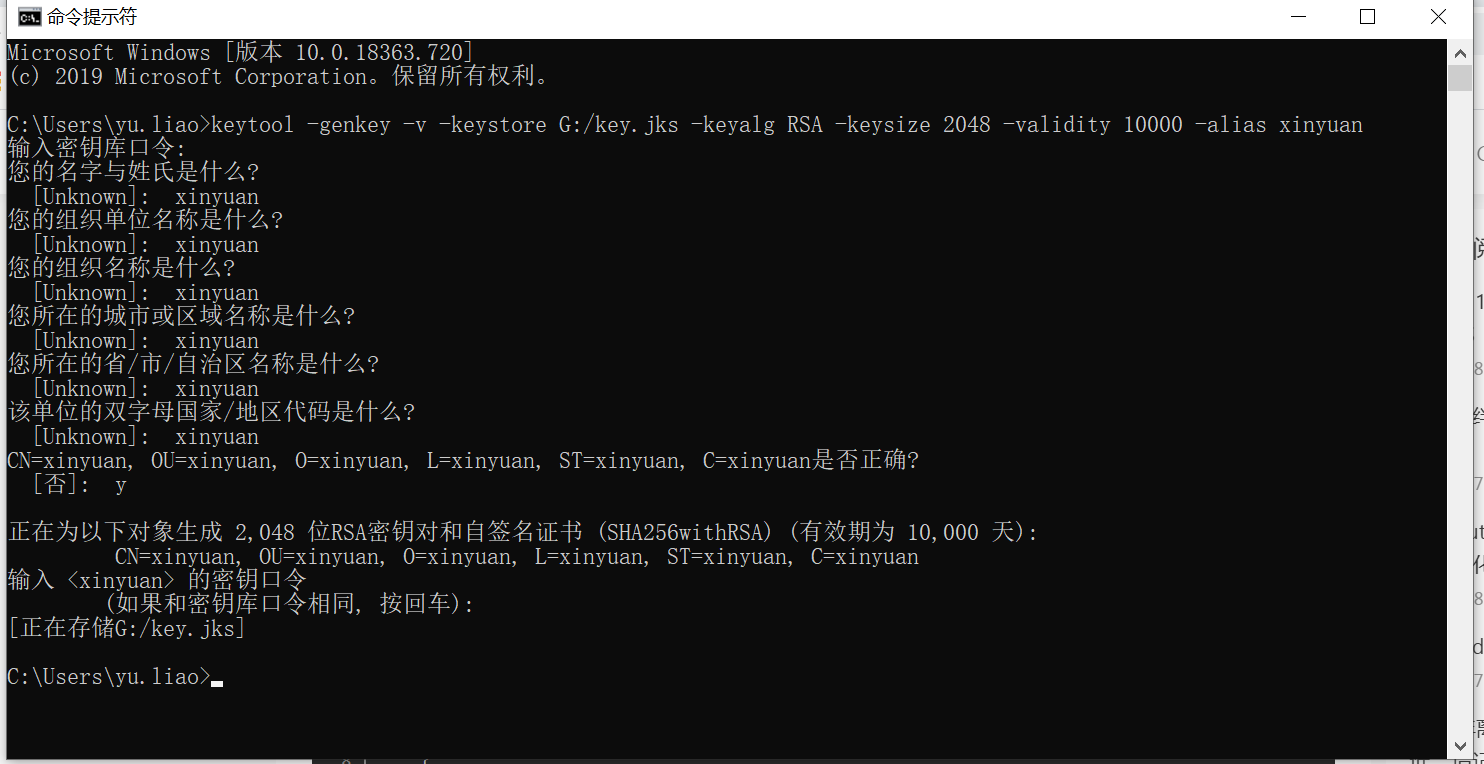 命令提示符
Microsoft Windows [版本 10.0.18363.720]
(c) 2019 Microsoft Corporation。保留所有权利。
C:\Users\yu.liao>keytool -genkey -v -keystore G:/key.jks -keyalg RSA -keysize 2048 -validity 10000 -alias xinyuan
输入密钥库口令:
您的名字与姓氏是什么?
[Unknown]:  xinyuan
您的组织单位名称是什么?
[Unknown]:  xinyuan
您的组织名称是什么?
[Unknown]:  xinyuan
您所在的城市或区域名称是什么?
[Unknown]:  xinyuan
您所在的省/市/自治区名称是什么?
[Unknown]:  xinyuan
该单位的双字母国家/地区代码是什么?
[Unknown]:  xinyuan
CN=xinyuan, OU=xinyuan, O=xinyuan, L=xinyuan, ST=xinyuan, C=xinyuan是否正确?
[否]:  y
正在为以下对象生成 2,048 位RSA密钥对和自签名证书 (SHA256withRSA) (有效期为 10,000 天):
CN=xinyuan, OU=xinyuan, O=xinyuan, L=xinyuan, ST=xinyuan, C=xinyuan
输入 <xinyuan> 的密钥口令
(如果和密钥库口令相同, 按回车):
[正在存储G:/key.jks]
C:\Users\yu.liao>